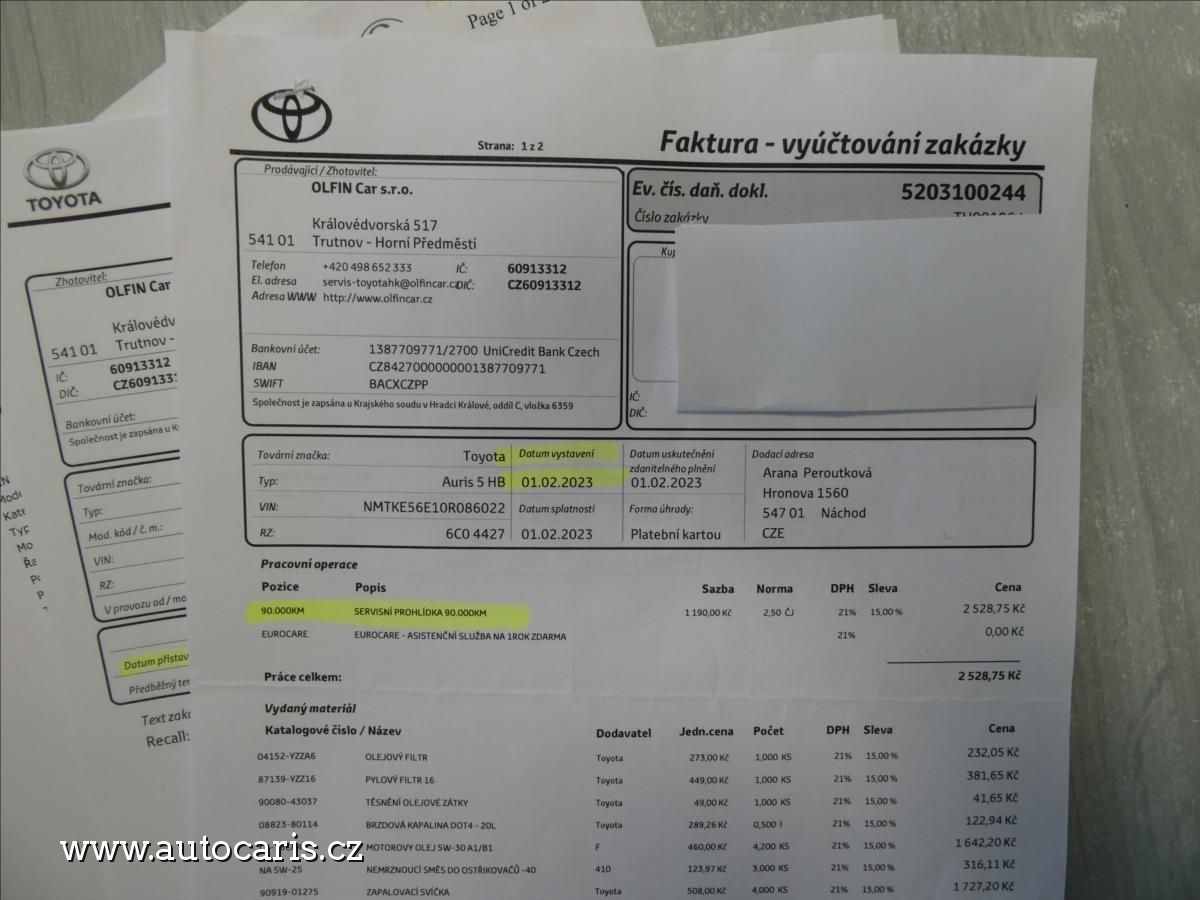 Page 1 of
TOYOTA
Zhotovitel:
OLFIN Car
Královédv
541 01 Trutnov -
IČ: 60913312
DIČ: CZ6091331
Bankovní účet:
Společnost je zapsána u K
Tovární značka:
Typ:
Mod. kód / č. m.:
VIN:
RZ:
V provozu od / mo
Datum přistav
Předběžný ter
Text zak
Recall:
Strana: 1 z 2
Faktura - vyúčtování zakázky
Prodávající / Zhotovitel:
OLFIN Car s.r.o.
Královédvorská 517
541 01 Trutnov - Horní Předměstí
Telefon +420 498 652 333 IČ: 60913312
El. adresa servis-toyotahk@olfincar.cz DIČ: CZ60913312
Adresa WWW http://www.olfincar.cz
Bankovní účet: 1387709771/2700 UniCredit Bank Czech
IBAN CZ8427000000001387709771
SWIFT BACXCZPP
Společnost je zapsána u Krajského soudu v Hradci Králové, oddíl C, vložka 6359
Ev. čís. daň. dokl. 5203100244
Číslo zakázky
Kup
IČ:
DIČ:
Tovární značka: Toyota
Typ: Auris 5 HB
VIN: NMTKE56E10R086022
RZ: 6C0 4427
Datum vystavení
01.02.2023
Datum splatnosti
01.02.2023
Datum uskutečnění
zdanitelného plnění
01.02.2023
Forma úhrady:
Platební kartou
Dodací adresa
Arana Peroutková
Hronova 1560
547 01 Náchod
CZE
Pracovní operace
Pozice Popis Sazba Norma DPH Sleva Cena
90.000KM SERVISNÍ PROHLÍDKA 90.000KM 1 190,00 Kč 2,50 ČJ 21% 15,00 % 2 528,75 Kč
EUROCARE EUROCARE - ASISTENČNÍ SLUŽBA NA 1ROK ZDARMA 21% 0,00 Kč
Práce celkem: 2 528,75 Kč
Vydaný materiál
Katalogové číslo / Název Dodavatel Jedn.cena Počet DPH Sleva Cena
04152-YZZA6 OLEJOVÝ FILTR Toyota 273,00 Kč 1,000 KS 21% 15,00 % 232,05 Kč
87139-YZZ16 PYLOVÝ FILTR 16 Toyota 449,00 Kč 1,000 KS 21% 15,00 % 381,65 Kč
90080-43037 TĚSNĚNÍ OLEJOVÉ ZÁTKY Toyota 49,00 Kč 1,000 KS 21% 15,00 % 41,65 Kč
08823-80114 BRZDOVÁ KAPALINA DOT4 - 20L Toyota 289,26 Kč 0,500 l 21% 15,00 % 122,94 Kč
MOTOROVÝ OLEJ 5W-30 A1/B1 F 460,00 Kč 4,200 KS 21% 15,00 % 1 642,20 Kč
NA SW-25 NEMRZNOUCÍ SMĚS DO OSTŘIKOVAČŮ -40 410 123,97 Kč 3,000 KS 21% 15,00 % 316,11 Kč
90919-01275 ZAPALOVACÍ SVÍČKA Toyota 508,00 Kč 4,000 KS 21% 15,00 % 1 727,20 Kč
www.autocaris.cz